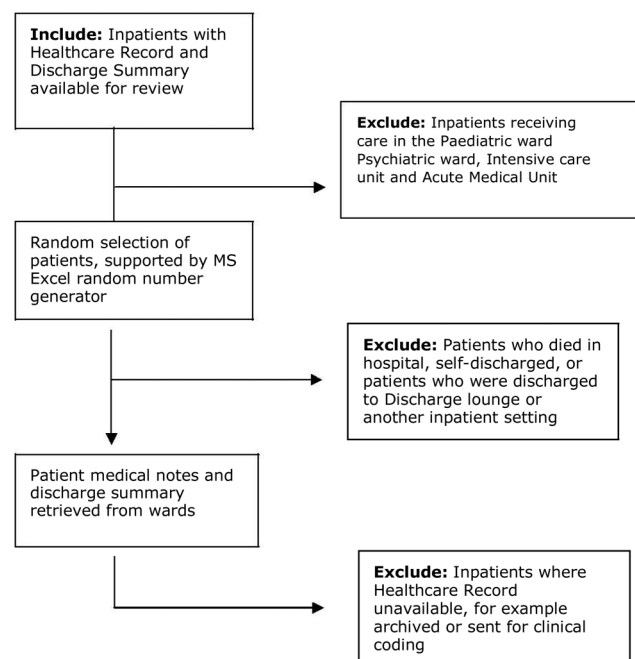 Include: Inpatients with
Healthcare Record and
Discharge Summary
available for review
Exclude: Inpatients receiving
care in the Paediatric ward
Psychiatric ward, Intensive care
unit and Acute Medical Unit
Random selection of
patients, supported by MS
Excel random number
generator
Exclude: Patients who died in
hospital, self-discharged, or
patients who were discharged
to Discharge lounge or
another inpatient setting
Patient medical notes and
discharge summary
retrieved from wards
Exclude: Inpatients where
Healthcare Record
unavailable, for example
archived or sent for clinical
coding